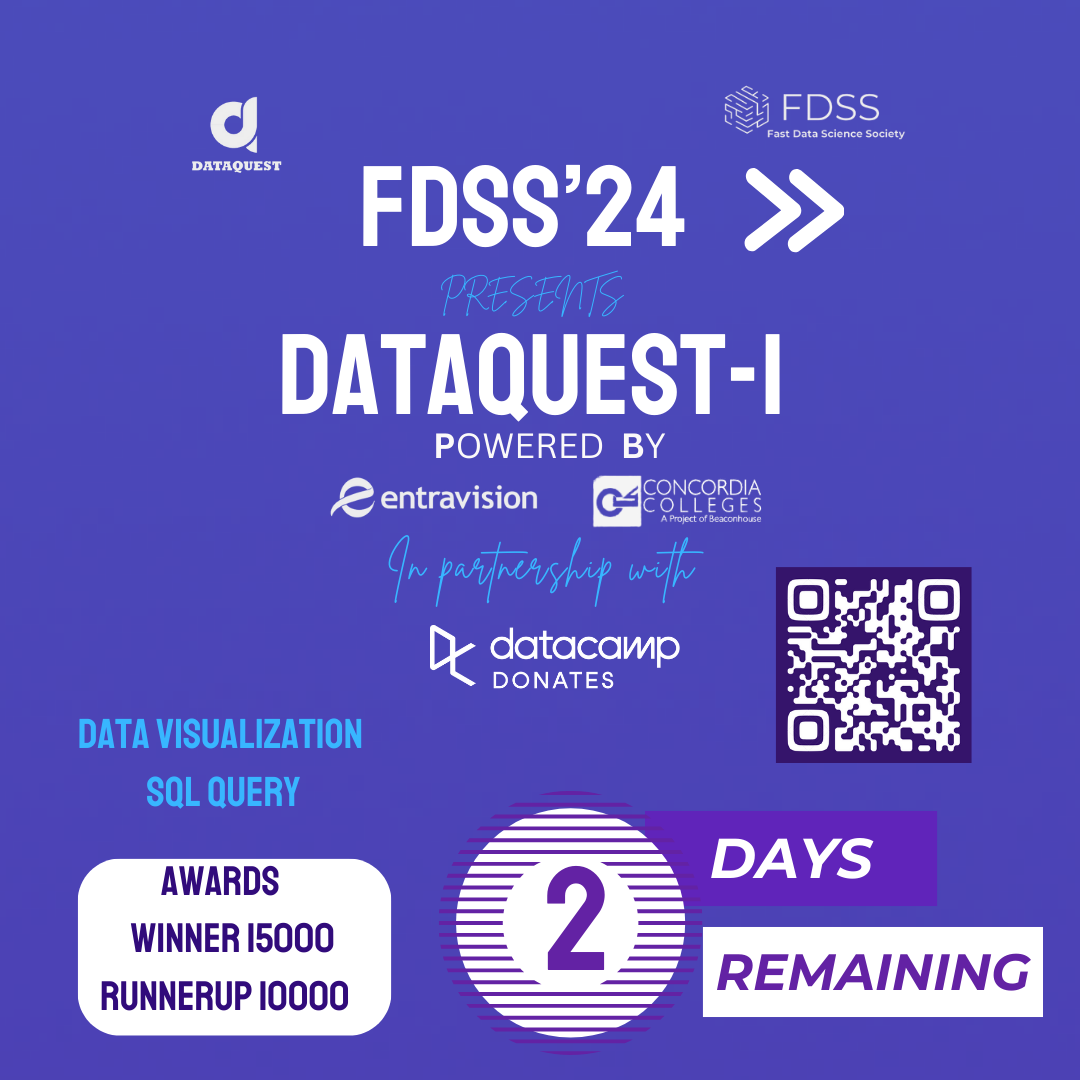 DATAQUEST
FDSS
Fast Data Science Society
FDSS'24
PRESENTS
DATAQUEST-I
POWERED BY
entravision
CONCORDIA
COLLEGES
A Project of Beaconhouse
In partnership with
datacamp
DONATES
DATA VISUALIZATION
SQL QUERY
AWARDS
WINNER 15000
RUNNERUP 10000
2
DAYS
REMAINING